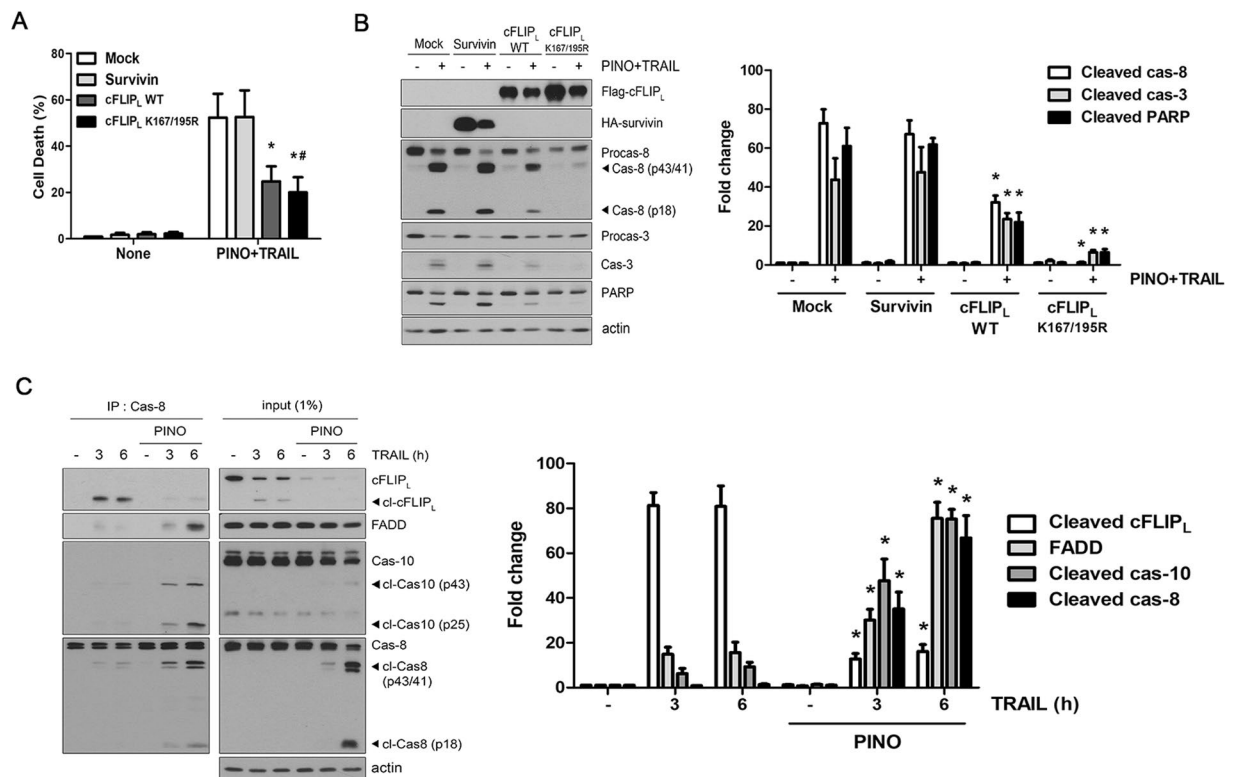 A
80
60
40
20
0
Cell Death (%)
Mock
Survivin
cFLIPL WT
cFLIPL K167/195R
*
*#
None
PINO+TRAIL
B
Mock
Survivin
cFLIPL
WT
cFLIPL
K167/195R
- + - + - + - +
PINO+TRAIL
Flag-cFLIPL
HA-survivin
Procas-8
◄ Cas-8 (p43/41)
◄ Cas-8 (p18)
Procas-3
Cas-3
PARP
actin
100
80
60
40
20
0
Fold change
Cleaved cas-8
Cleaved cas-3
Cleaved PARP
* * *
* * *
- + - + - + - +
PINO+TRAIL
Mock
Survivin
cFLIPL
WT
cFLIPL
K167/195R
C
IP : Cas-8
input (1%)
PINO
PINO
- 3 6 - 3 6
- 3 6 - 3 6
TRAIL (h)
cFLIPL
◄ cl-cFLIPL
FADD
Cas-10
◄ cl-Cas10 (p43)
◄ cl-Cas10 (p25)
Cas-8
◄ cl-Cas8
(p43/41)
◄ cl-Cas8 (p18)
actin
100
80
60
40
20
0
Fold change
* * * *
* * * *
Cleaved cFLIPL
FADD
Cleaved cas-10
Cleaved cas-8
- 3 6 - 3 6
TRAIL (h)
PINO